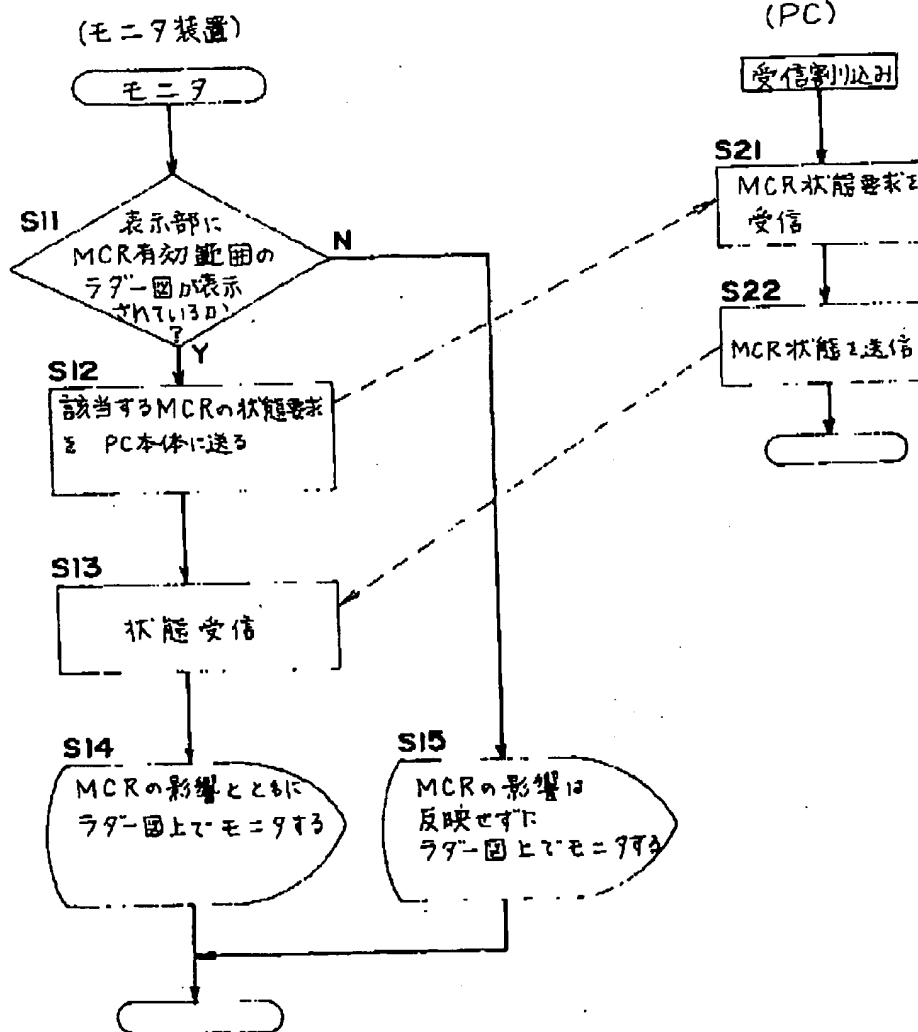 (モニタ装置)
モニタ
S11
表示部に
MCR有効範囲の
ラダー図が表示
されているか
?
N
Y
S12
該当するMCRの状態要求
を PC本体に送る
S13
状態受信
S14
MCRの影響とともに
ラダー図上でモニタする
S15
MCRの影響は
反映せずに
ラダー図上でモニタする
(PC)
受信割り込み
S21
MCR状態要求を
受信
S22
MCR状態を送信